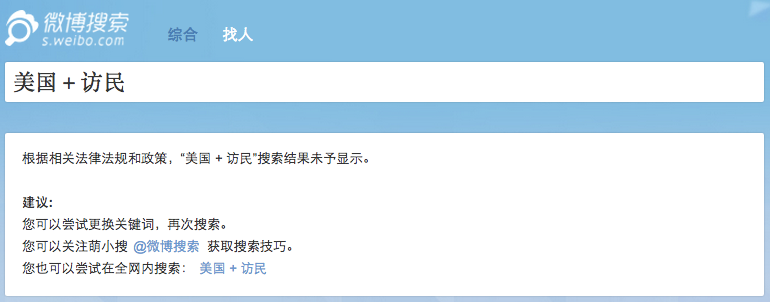 微博搜索
s.weibo.com
综合 找人
美国 + 访民
根据相关法律法规和政策，“美国 + 访民”搜索结果未予显示。
建议：
您可以尝试更换关键词，再次搜索。
您可以关注萌小搜 @微博搜索 获取搜索技巧。
您也可以尝试在全网内搜索： 美国 + 访民